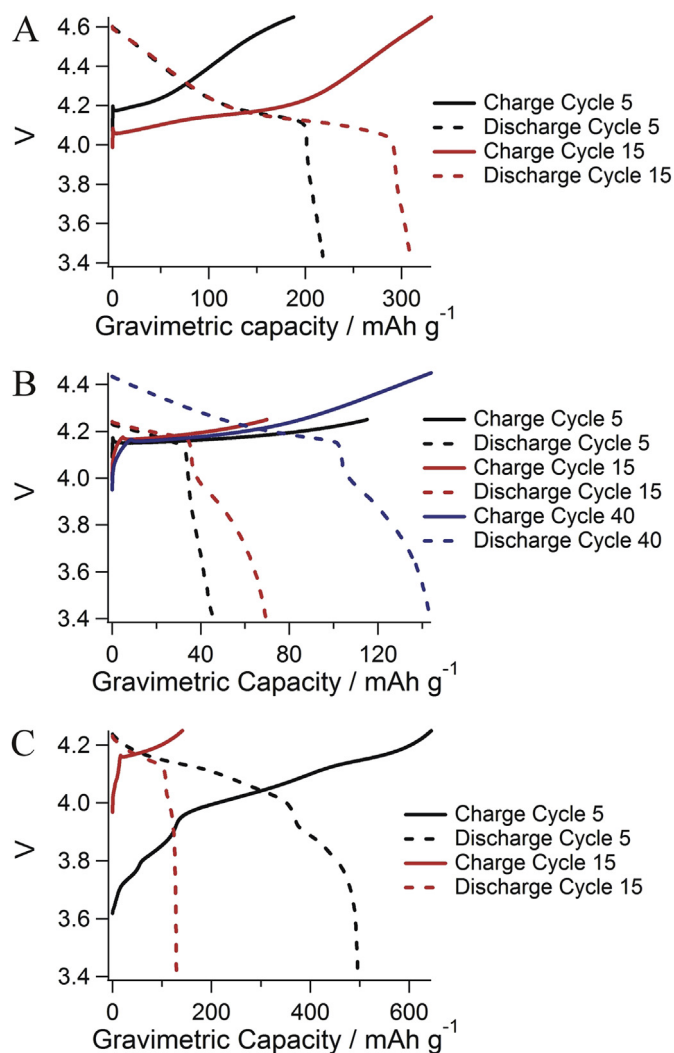 A
4.6
4.4
4.2
4.0
3.8
3.6
3.4
V
0
100
200
300
Gravimetric capacity / mAh g⁻¹
Charge Cycle 5
Discharge Cycle 5
Charge Cycle 15
Discharge Cycle 15
B
4.4
4.2
4.0
3.8
3.6
3.4
V
0
40
80
120
Gravimetric Capacity / mAh g⁻¹
Charge Cycle 5
Discharge Cycle 5
Charge Cycle 15
Discharge Cycle 15
Charge Cycle 40
Discharge Cycle 40
C
4.2
4.0
3.8
3.6
3.4
V
0
200
400
600
Gravimetric Capacity / mAh g⁻¹
Charge Cycle 5
Discharge Cycle 5
Charge Cycle 15
Discharge Cycle 15